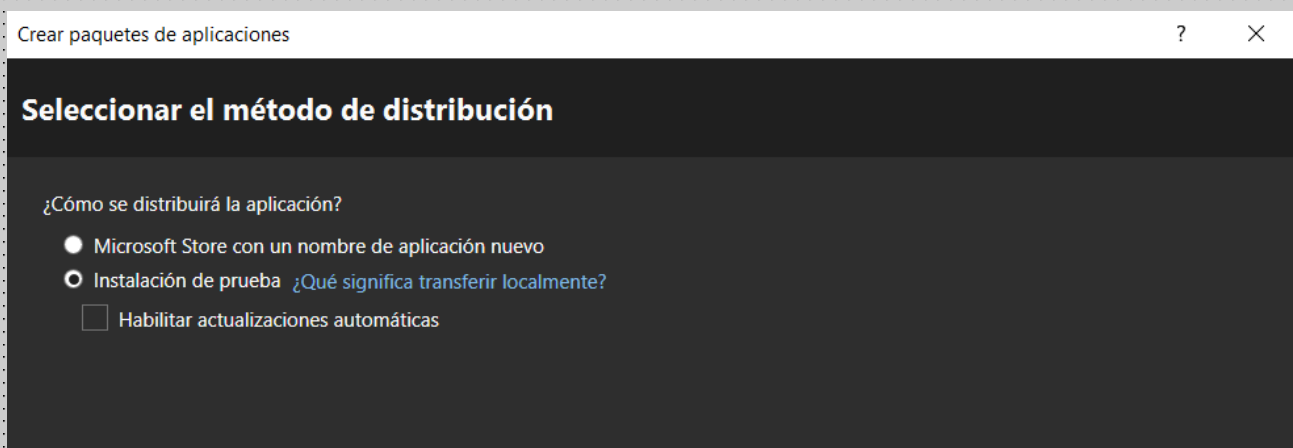 Crear paquetes de aplicaciones ?
Seleccionar el método de distribución
¿Cómo se distribuirá la aplicación?
Microsoft Store con un nombre de aplicación nuevo
Instalación de prueba ¿Qué significa transferir localmente?
Habilitar actualizaciones automáticas